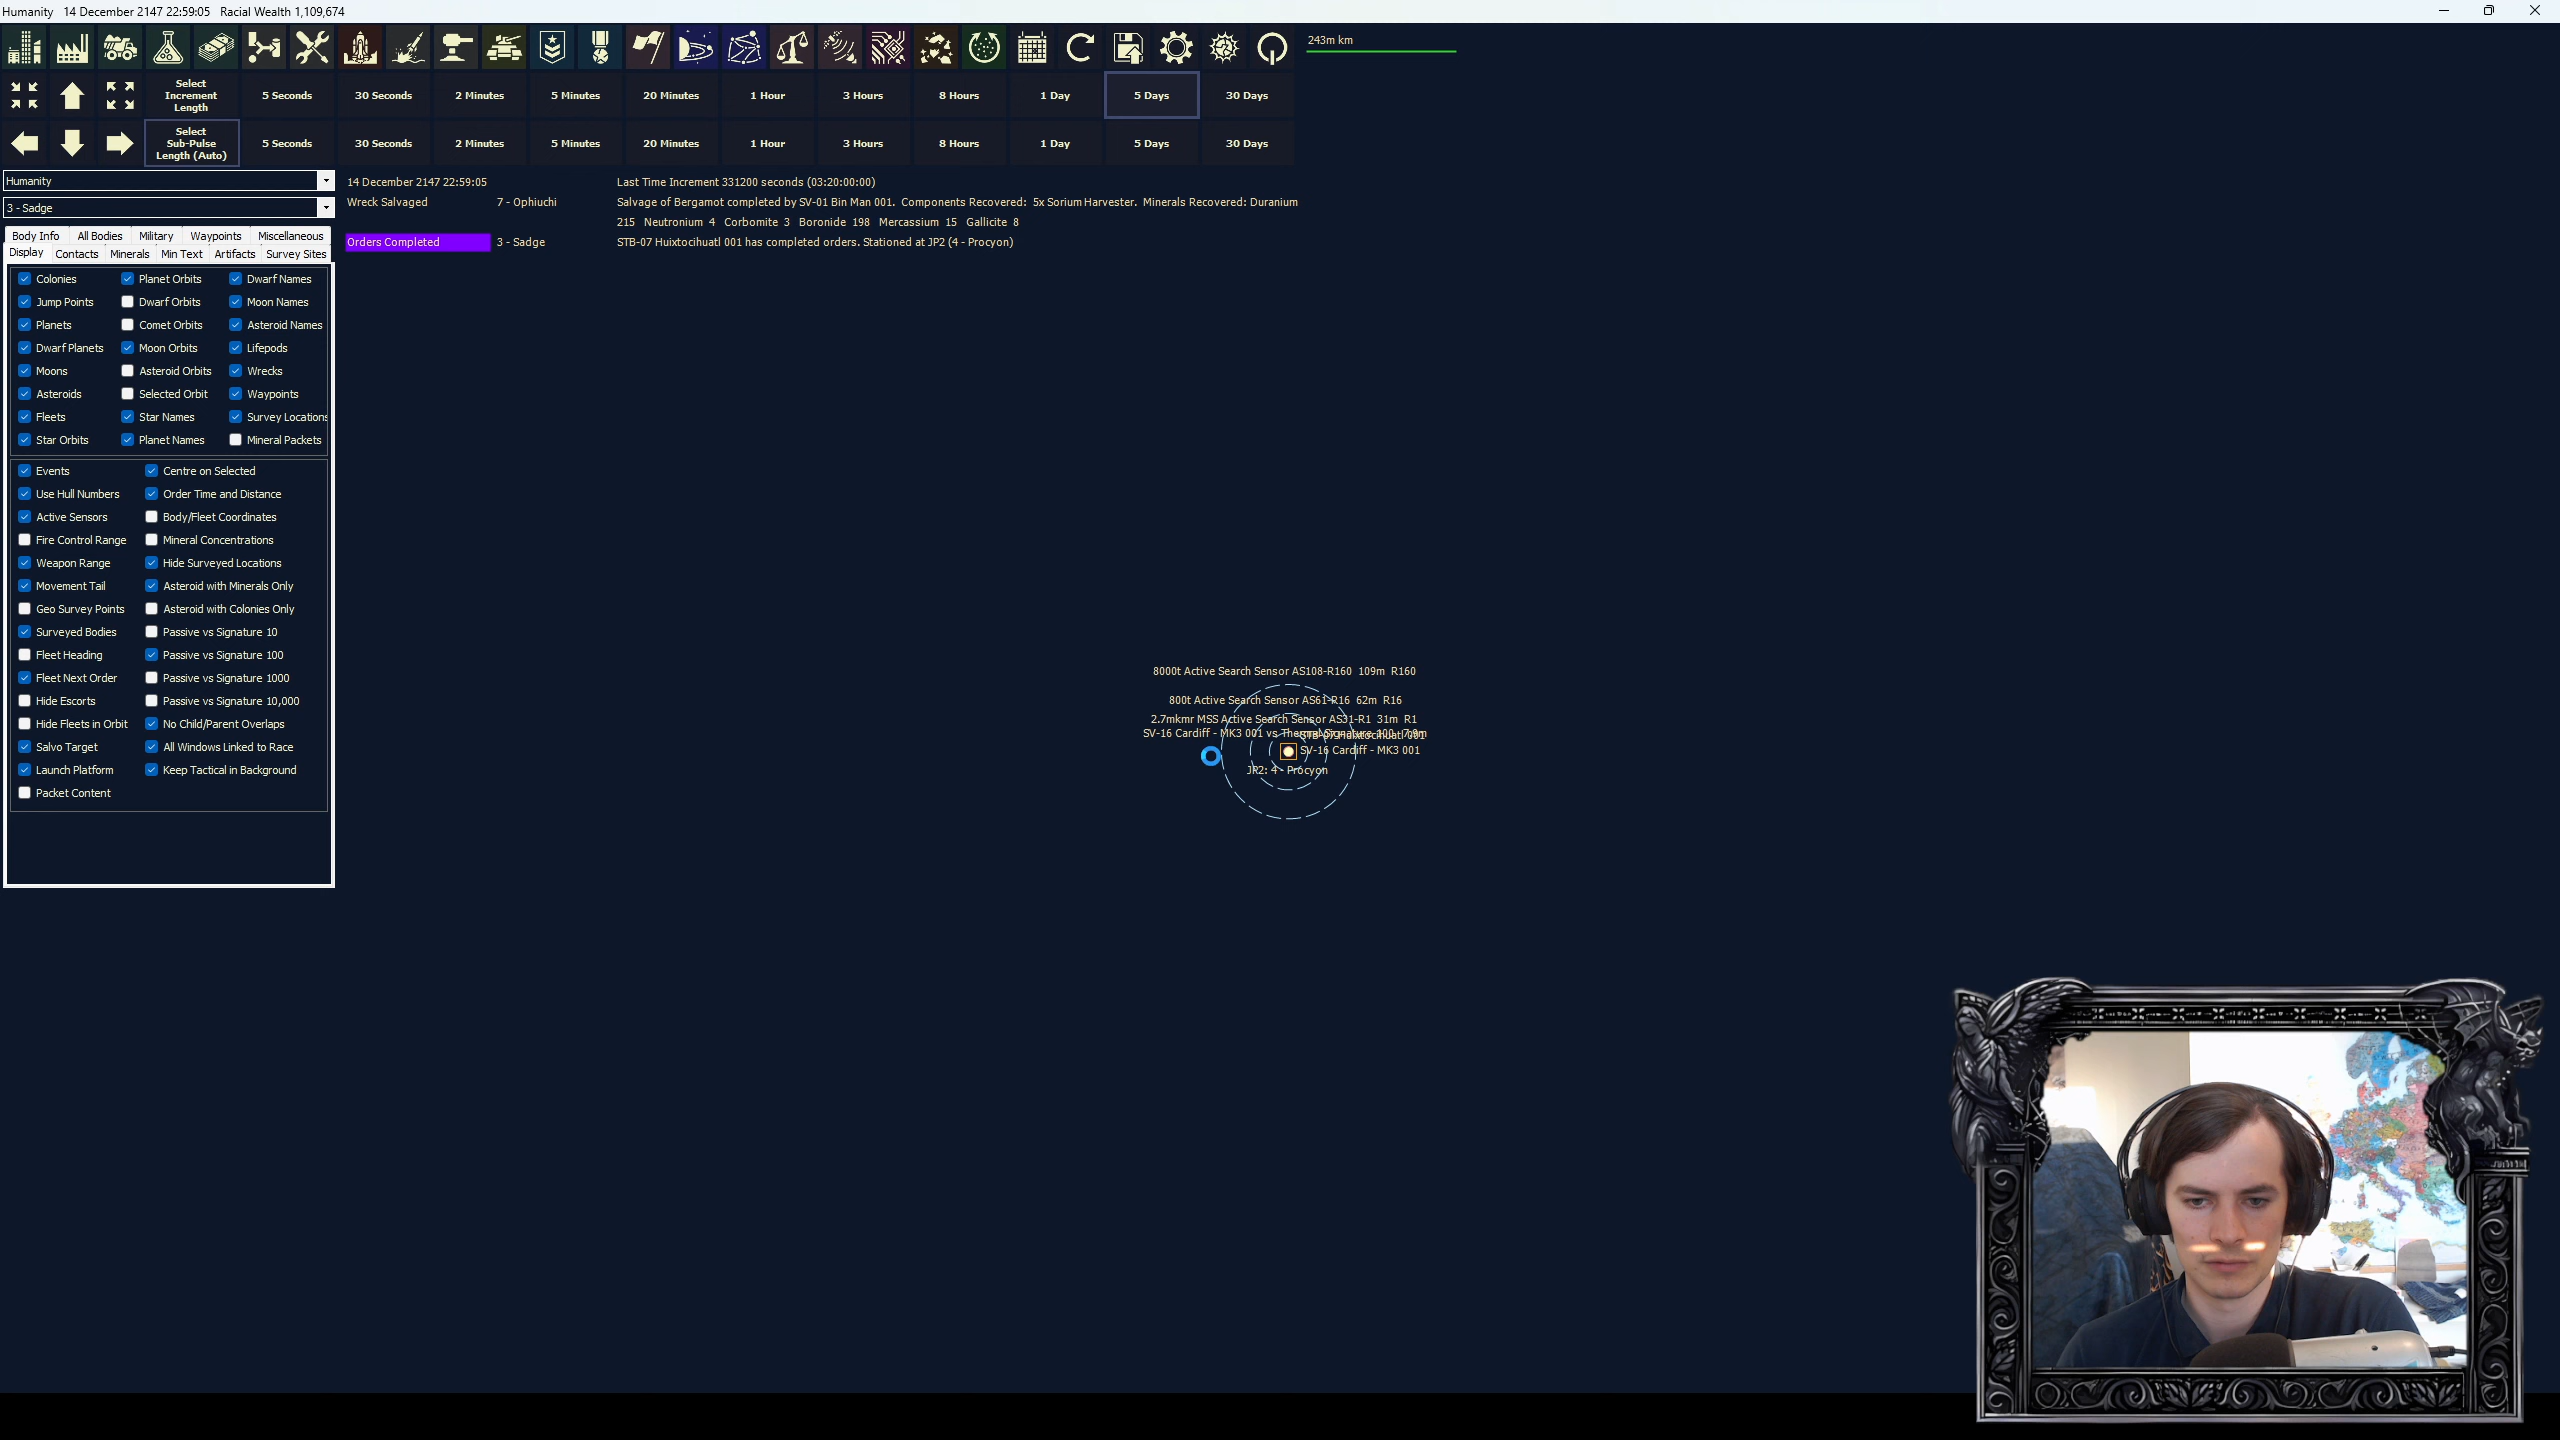 Humanity 14 December 2147 22:59:05 Racial Wealth 1,109,674
243m km
Select Increment Length
5 Seconds 30 Seconds 2 Minutes 5 Minutes 20 Minutes 1 Hour 3 Hours 8 Hours 1 Day 5 Days 30 Days
Select Sub-Pulse Length (Auto)
5 Seconds 30 Seconds 2 Minutes 5 Minutes 20 Minutes 1 Hour 3 Hours 8 Hours 1 Day 5 Days 30 Days
Humanity
3 - Sadge
14 December 2147 22:59:05 Last Time Increment 331200 seconds (03:20:00:00)
Wreck Salvaged 7 - Ophiuchi Salvage of Bergamot completed by SV-01 Bin Man 001. Components Recovered: 5x Sorium Harvester. Minerals Recovered: Duranium
215 Neutronium 4 Corbomite 3 Boronide 198 Mercassium 15 Gallicite 8
Orders Completed 3 - Sadge STB-07 Huixtocihuatl 001 has completed orders. Stationed at JP2 (4 - Procyon)
Body Info All Bodies Military Waypoints Miscellaneous
Display Contacts Minerals Min Text Artifacts Survey Sites
Colonies Planet Orbits Dwarf Names
Jump Points Dwarf Orbits Moon Names
Planets Comet Orbits Asteroid Names
Dwarf Planets Moon Orbits Lifepods
Moons Asteroid Orbits Wrecks
Asteroids Selected Orbit Waypoints
Fleets Star Names Survey Locations
Star Orbits Planet Names Mineral Packets
Events Centre on Selected
Use Hull Numbers Order Time and Distance
Active Sensors Body/Fleet Coordinates
Fire Control Range Mineral Concentrations
Weapon Range Hide Surveyed Locations
Movement Tail Asteroid with Minerals Only
Geo Survey Points Asteroid with Colonies Only
Surveyed Bodies Passive vs Signature 10
Fleet Heading Passive vs Signature 100
Fleet Next Order Passive vs Signature 1000
Hide Escorts Passive vs Signature 10,000
Hide Fleets in Orbit No Child/Parent Overlaps
Salvo Target All Windows Linked to Race
Launch Platform Keep Tactical in Background
Packet Content
8000t Active Search Sensor AS108-R160 109m R160
800t Active Search Sensor AS61-R16 62m R16
2.7mkmr MSS Active Search Sensor AS31-R1 31m R1
SV-16 Cardiff - MK3 001 vs Thermal Signature 100 7.9m
STB-07 Huixtocihuatl 001
SV-16 Cardiff - MK3 001
JP2: 4 - Procyon